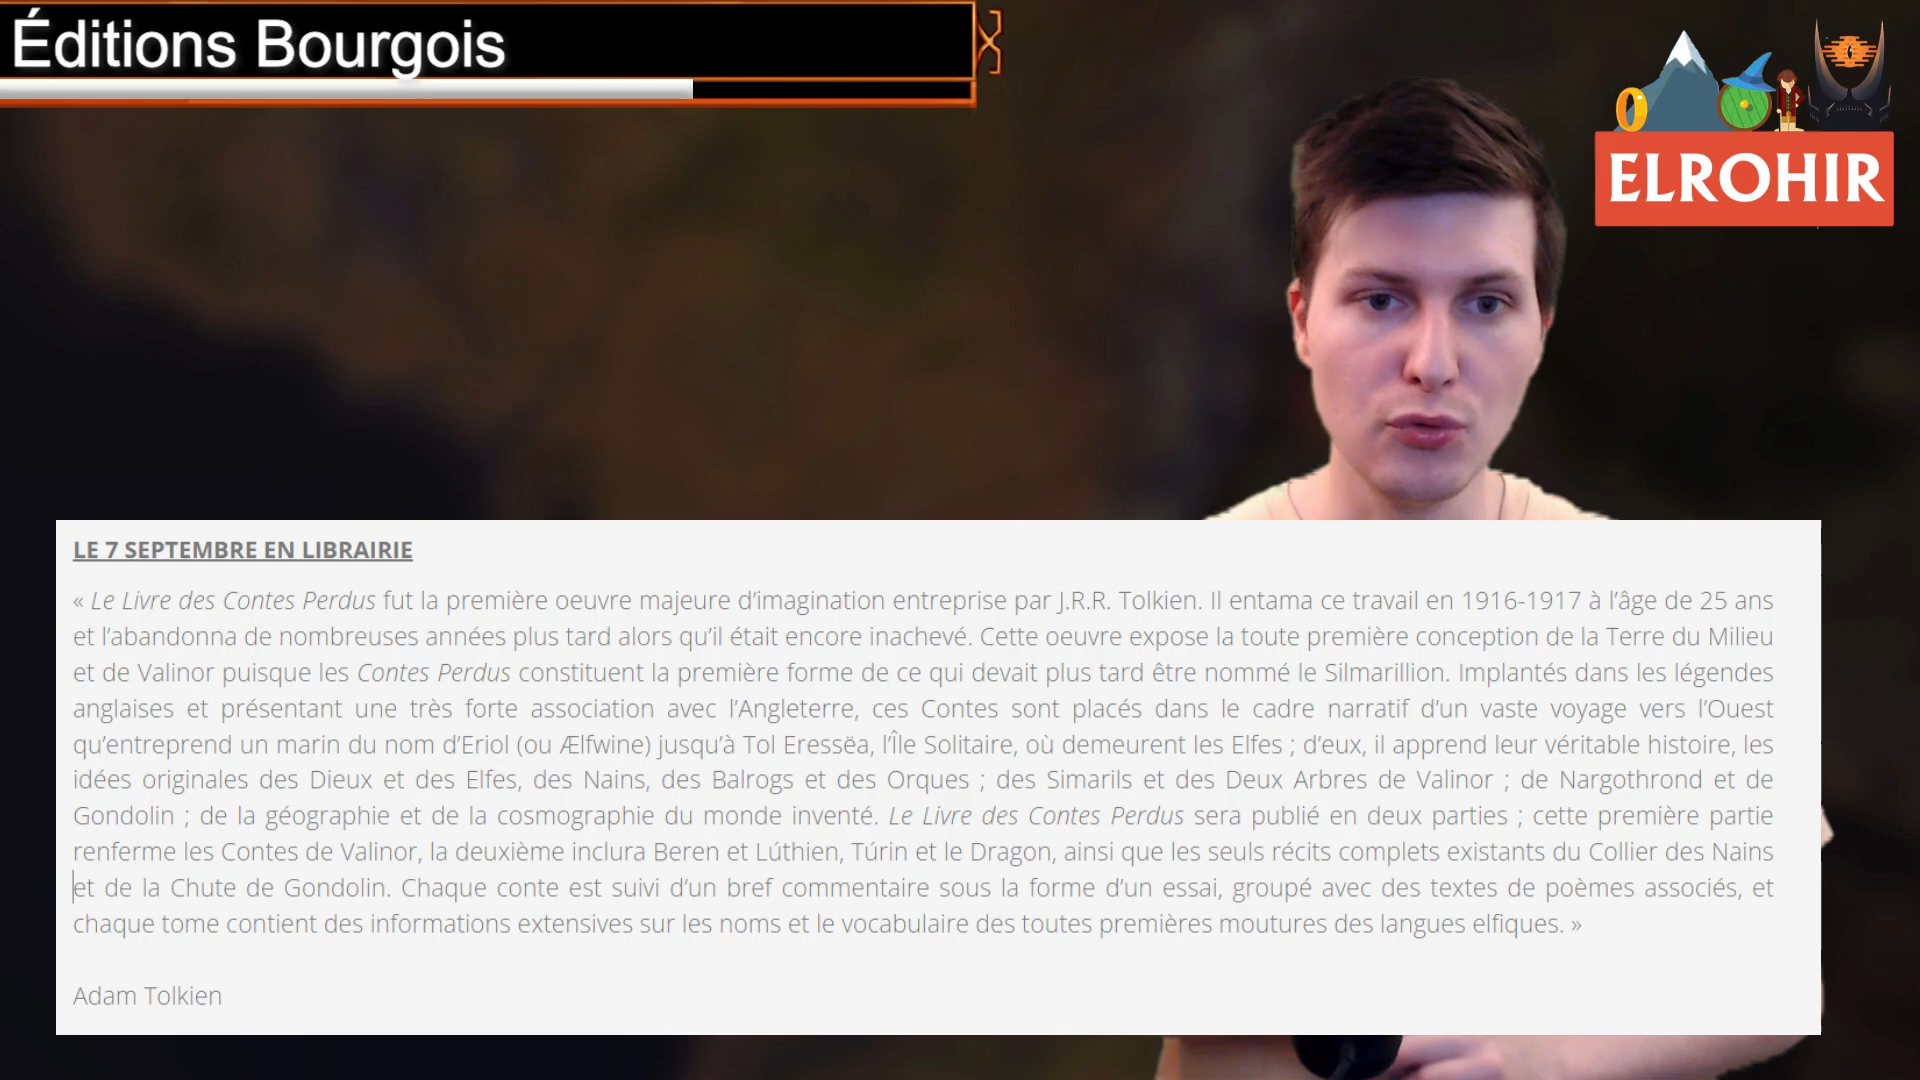 Éditions Bourgois
ELROHIR
LE 7 SEPTEMBRE EN LIBRAIRIE
« Le Livre des Contes Perdus fut la première oeuvre majeure d’imagination entreprise par J.R.R. Tolkien. Il entama ce travail en 1916-1917 à l’âge de 25 ans
et l’abandonna de nombreuses années plus tard alors qu’il était encore inachevé. Cette oeuvre expose la toute première conception de la Terre du Milieu
et de Valinor puisque les Contes Perdus constituent la première forme de ce qui devait plus tard être nommé le Silmarillion. Implantés dans les légendes
anglaises et présentant une très forte association avec l’Angleterre, ces Contes sont placés dans le cadre narratif d’un vaste voyage vers l’Ouest
qu’entreprend un marin du nom d’Eriol (ou Ælfwine) jusqu’à Tol Eressëa, l’Île Solitaire, où demeurent les Elfes ; d’eux, il apprend leur véritable histoire, les
idées originales des Dieux et des Elfes, des Nains, des Balrogs et des Orques ; des Simarils et des Deux Arbres de Valinor ; de Nargothrond et de
Gondolin ; de la géographie et de la cosmographie du monde inventé. Le Livre des Contes Perdus sera publié en deux parties ; cette première partie
renferme les Contes de Valinor, la deuxième inclura Beren et Lúthien, Túrin et le Dragon, ainsi que les seuls récits complets existants du Collier des Nains
et de la Chute de Gondolin. Chaque conte est suivi d’un bref commentaire sous la forme d’un essai, groupé avec des textes de poèmes associés, et
chaque tome contient des informations extensives sur les noms et le vocabulaire des toutes premières moutures des langues elfiques. »
Adam Tolkien